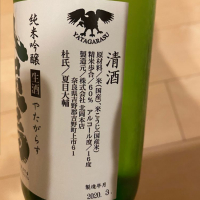 YATAGARASU
清酒
原材料/米(国産)、米こうじ(国産米)
精米歩合/60% アルコール度/16度
製造元/株式会社 北岡本店
奈良県吉野郡吉野町上市61
杜氏/夏目大輔
製造年月
2020. 3
純米吟醸
生酒
やたがらす